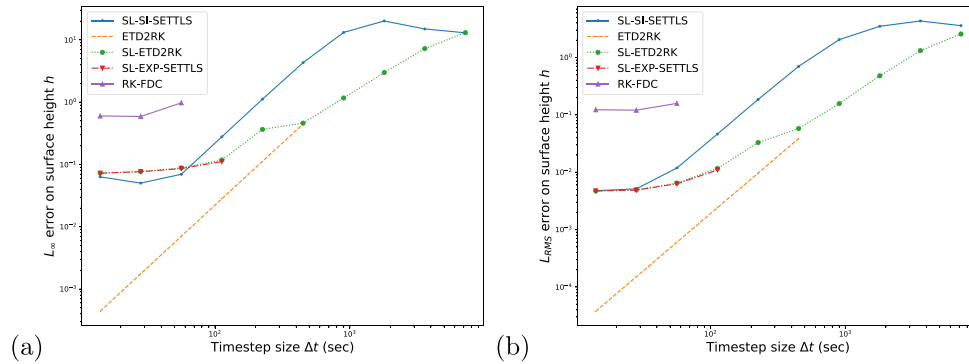 (a)
L∞ error on surface height h
10¹
10⁰
10⁻¹
10⁻²
10⁻³
SL-SI-SETTLS
ETD2RK
SL-ETD2RK
SL-EXP-SETTLS
RK-FDC
10²
10³
Timestep size Δt (sec)
(b)
L_RMS error on surface height h
10⁰
10⁻¹
10⁻²
10⁻³
10⁻⁴
SL-SI-SETTLS
ETD2RK
SL-ETD2RK
SL-EXP-SETTLS
RK-FDC
10²
10³
Timestep size Δt (sec)